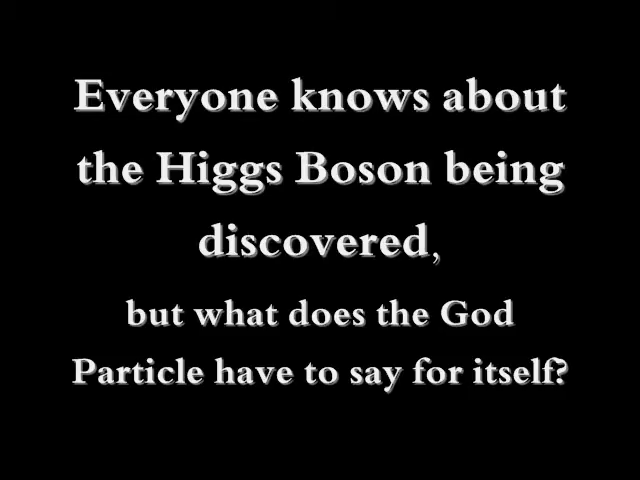 Everyone knows about
the Higgs Boson being
discovered,
but what does the God
Particle have to say for itself?